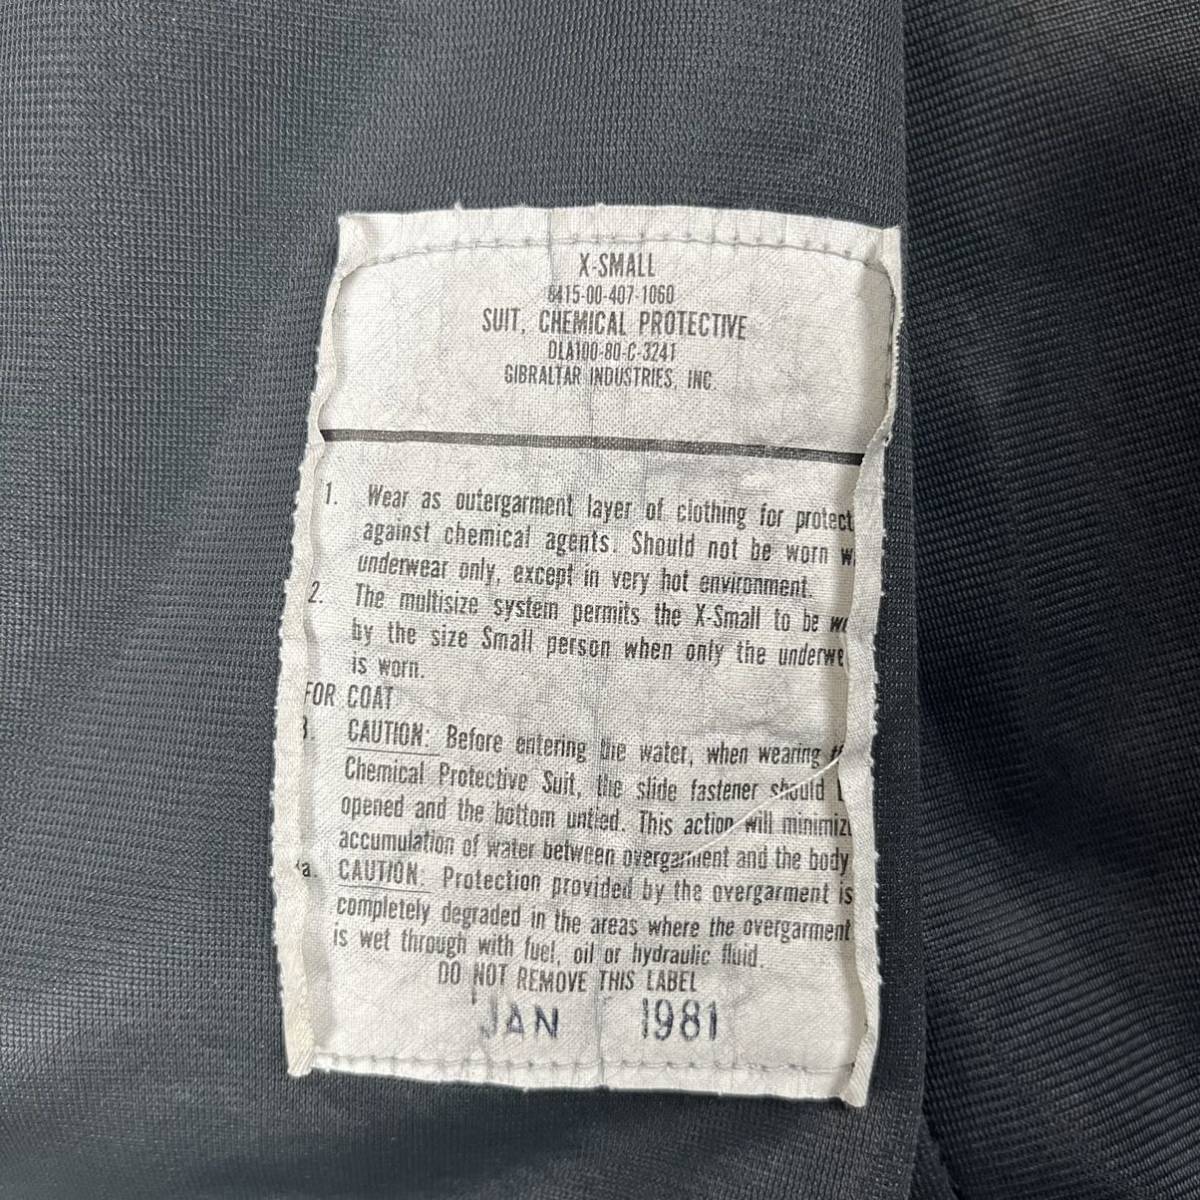 X-SMALL
8415-00-407-1060
SUIT, CHEMICAL PROTECTIVE
DLA100-80-C-3241
GIBRALTAR INDUSTRIES, INC.
1. Wear as outergarment layer of clothing for protect
against chemical agents. Should not be worn w
underwear only, except in very hot environment.
2. The multisize system permits the X-Small to be w
by the size Small person when only the underwe
is worn.
FOR COAT
3. CAUTION: Before entering the water, when wearing t
Chemical Protective Suit, the slide fastener should
opened and the bottom untied. This action will minimiz
accumulation of water between overgarment and the body
a. CAUTION: Protection provided by the overgarment is
completely degraded in the areas where the overgarment
is wet through with fuel, oil or hydraulic fluid.
DO NOT REMOVE THIS LABEL
JAN 1981